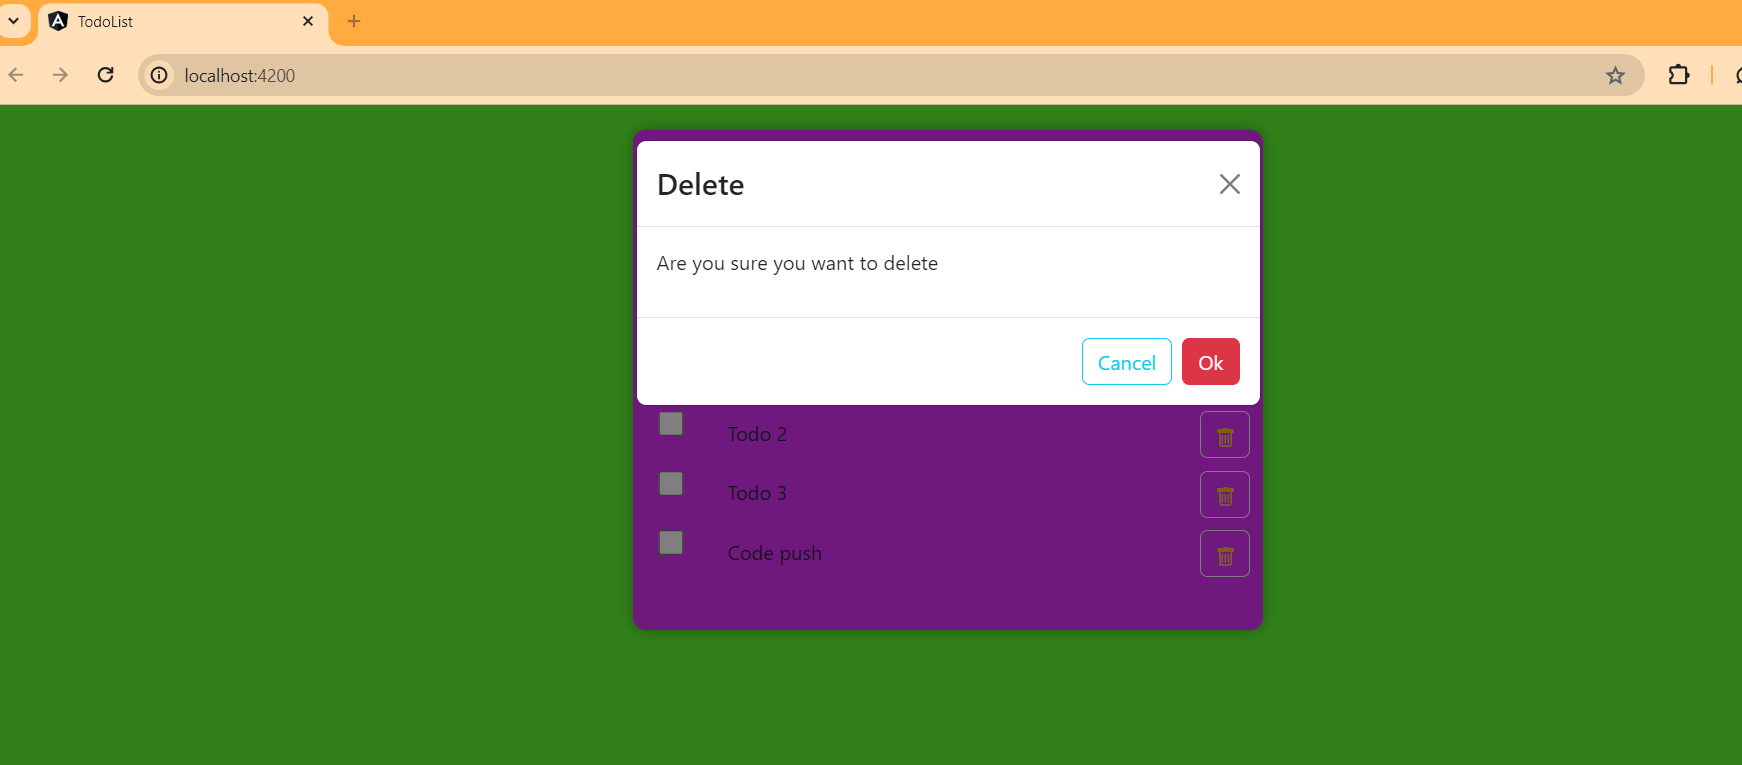 TodoList
localhost:4200
Delete
Are you sure you want to delete
Cancel Ok
Todo 2
Todo 3
Code push